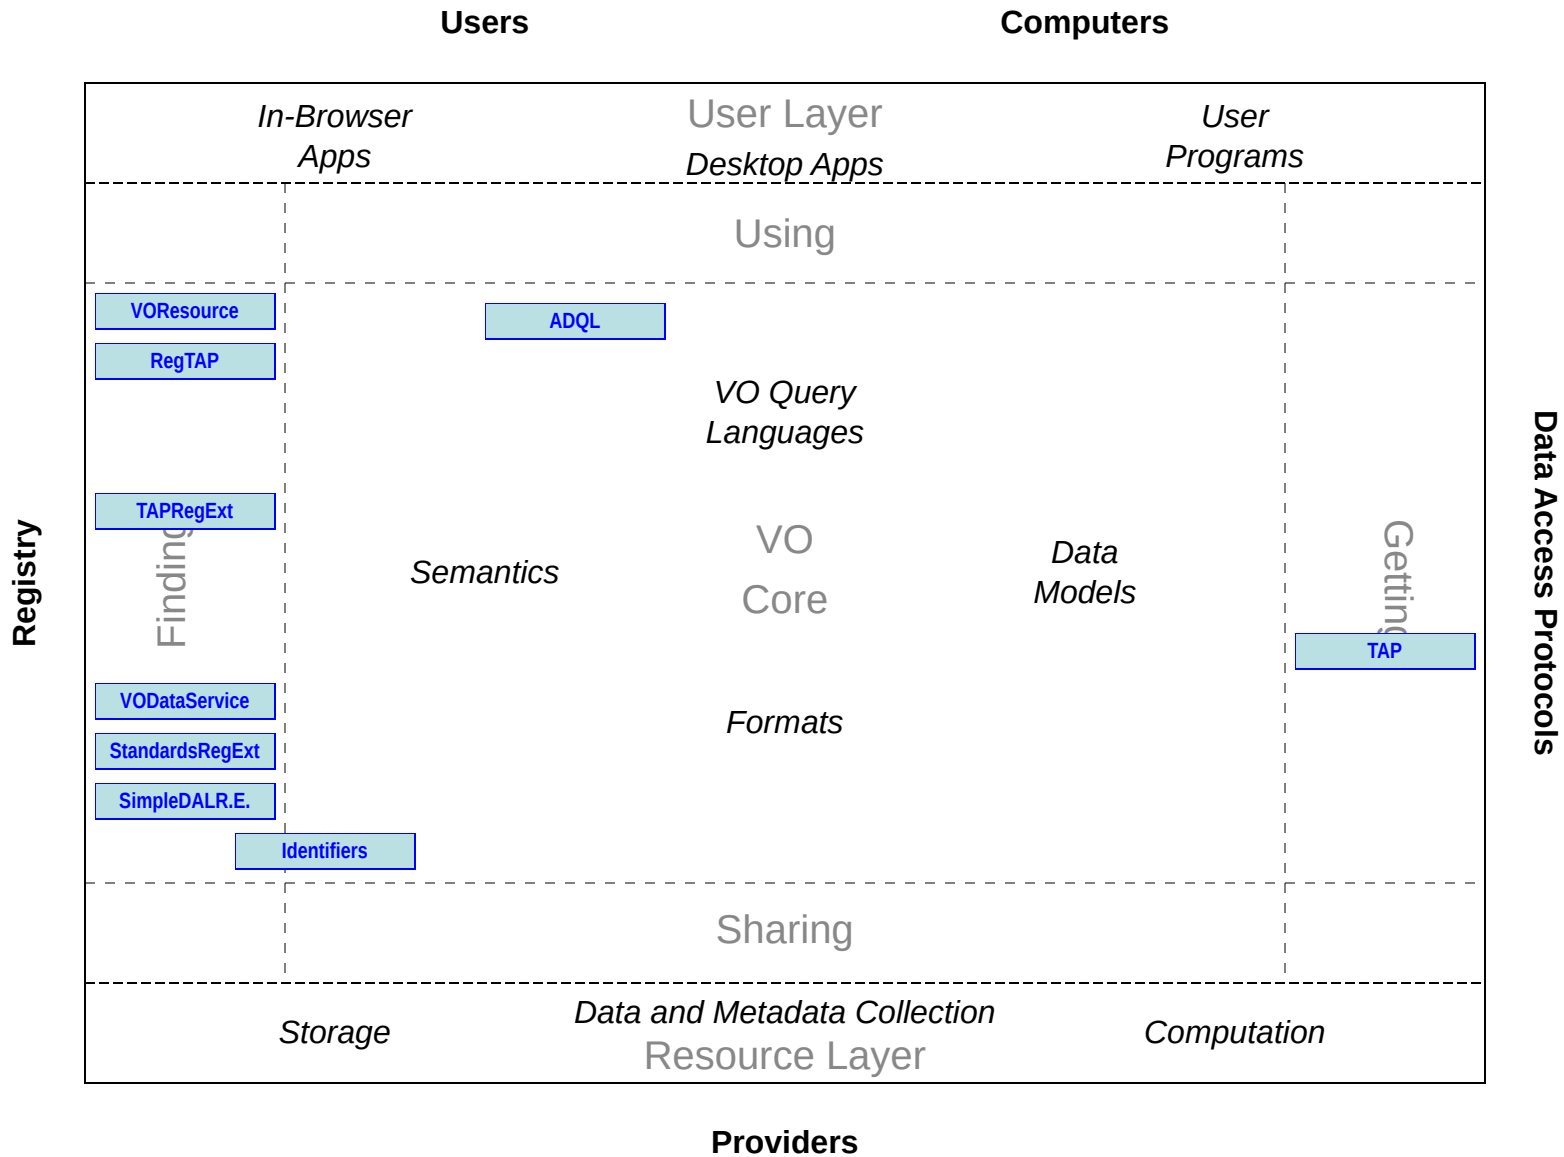 Users
Computers
In-Browser
Apps
User Layer
Desktop Apps
User
Programs
Using
VOResource
RegTAP
ADQL
VO Query
Languages
TAPRegExt
Finding
Registry
Semantics
VO
Core
Data
Models
Getting
TAP
Data Access Protocols
VODataService
StandardsRegExt
SimpleDALR.E.
Identifiers
Formats
Sharing
Storage
Data and Metadata Collection
Resource Layer
Computation
Providers